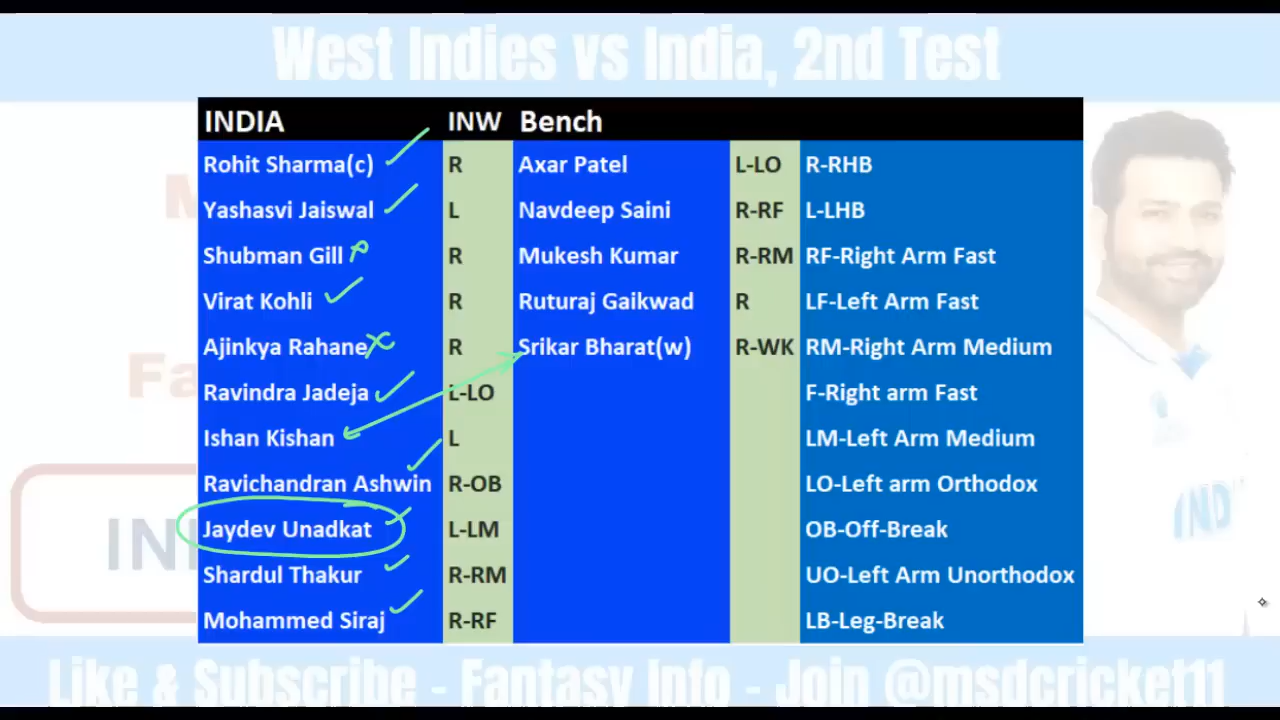 West Indies vs India, 2nd Test
INDIA INW Bench
Rohit Sharma(c) R Axar Patel L-LO R-RHB
Yashasvi Jaiswal L Navdeep Saini R-RF L-LHB
Shubman Gill R Mukesh Kumar R-RM RF-Right Arm Fast
Virat Kohli R Ruturaj Gaikwad R LF-Left Arm Fast
Ajinkya Rahane R Srikar Bharat(w) R-WK RM-Right Arm Medium
Ravindra Jadeja L-LO F-Right arm Fast
Ishan Kishan L LM-Left Arm Medium
Ravichandran Ashwin R-OB LO-Left arm Orthodox
Jaydev Unadkat L-LM OB-Off-Break
Shardul Thakur R-RM UO-Left Arm Unorthodox
Mohammed Siraj R-RF LB-Leg-Break
Like & Subscribe - Fantasy Info - Join @msdcricket11